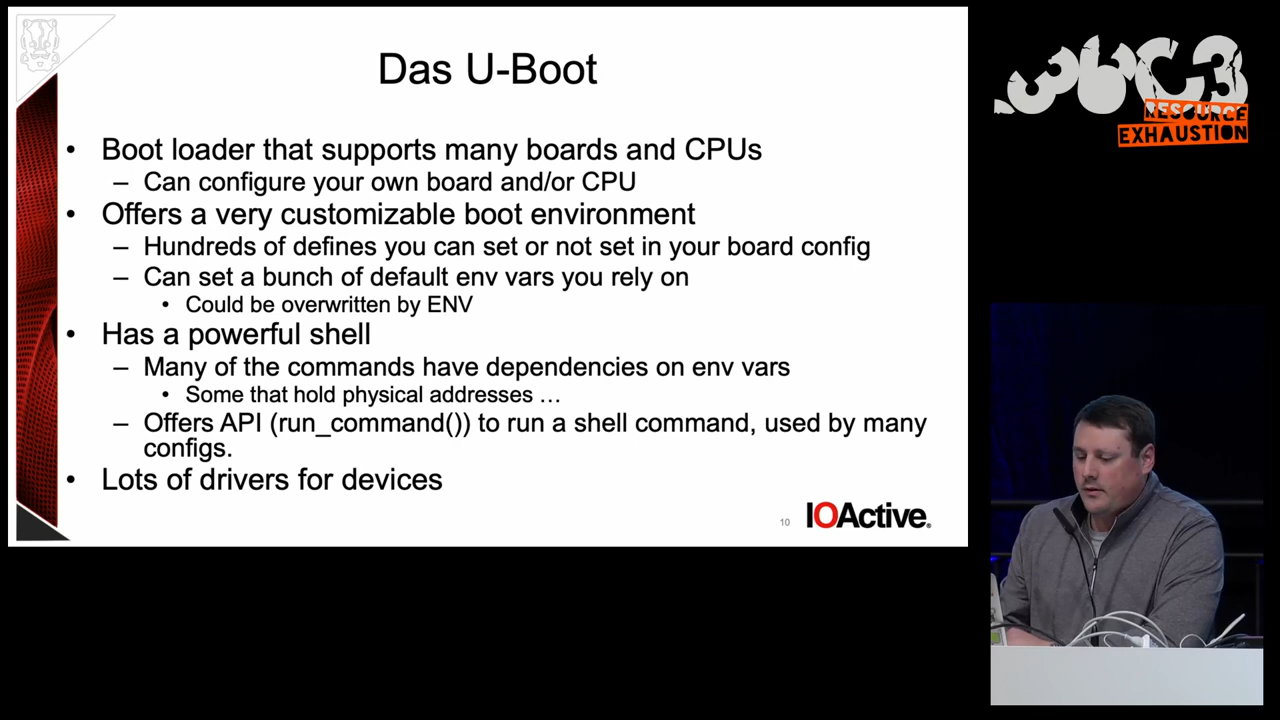 Das U-Boot
• Boot loader that supports many boards and CPUs
– Can configure your own board and/or CPU
• Offers a very customizable boot environment
– Hundreds of defines you can set or not set in your board config
– Can set a bunch of default env vars you rely on
• Could be overwritten by ENV
• Has a powerful shell
– Many of the commands have dependencies on env vars
• Some that hold physical addresses …
– Offers API (run_command()) to run a shell command, used by many
configs.
• Lots of drivers for devices
10
IOActive®
36C3
RESOURCE
EXHAUSTION